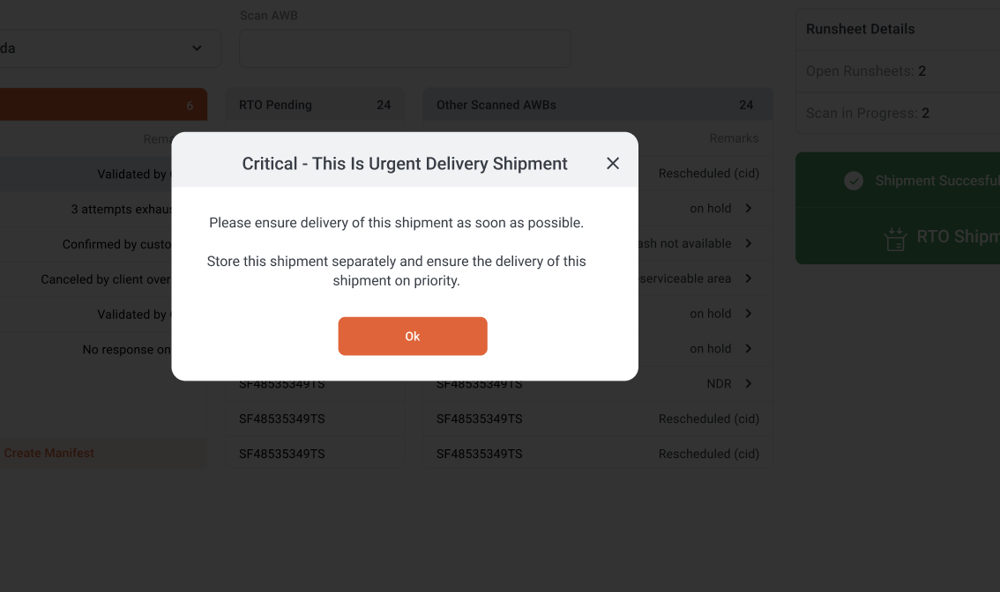 Scan AWB
da
Runsheet Details
Open Runsheets: 2
Scan in Progress: 2
6
RTO Pending 24
Other Scanned AWBs 24
Remarks
Critical - This Is Urgent Delivery Shipment
Please ensure delivery of this shipment as soon as possible.
Store this shipment separately and ensure the delivery of this
shipment on priority.
Ok
Validated by
3 attempts exhaus
Confirmed by custo
Canceled by client over
Validated by
No response on
Create Manifest
Rescheduled (cid)
on hold
ash not available
serviceable area
on hold
on hold
SF48535349TS
SF48535349TS NDR
SF48535349TS
SF48535349TS Rescheduled (cid)
SF48535349TS
SF48535349TS Rescheduled (cid)
Shipment Succesful
RTO Shipm